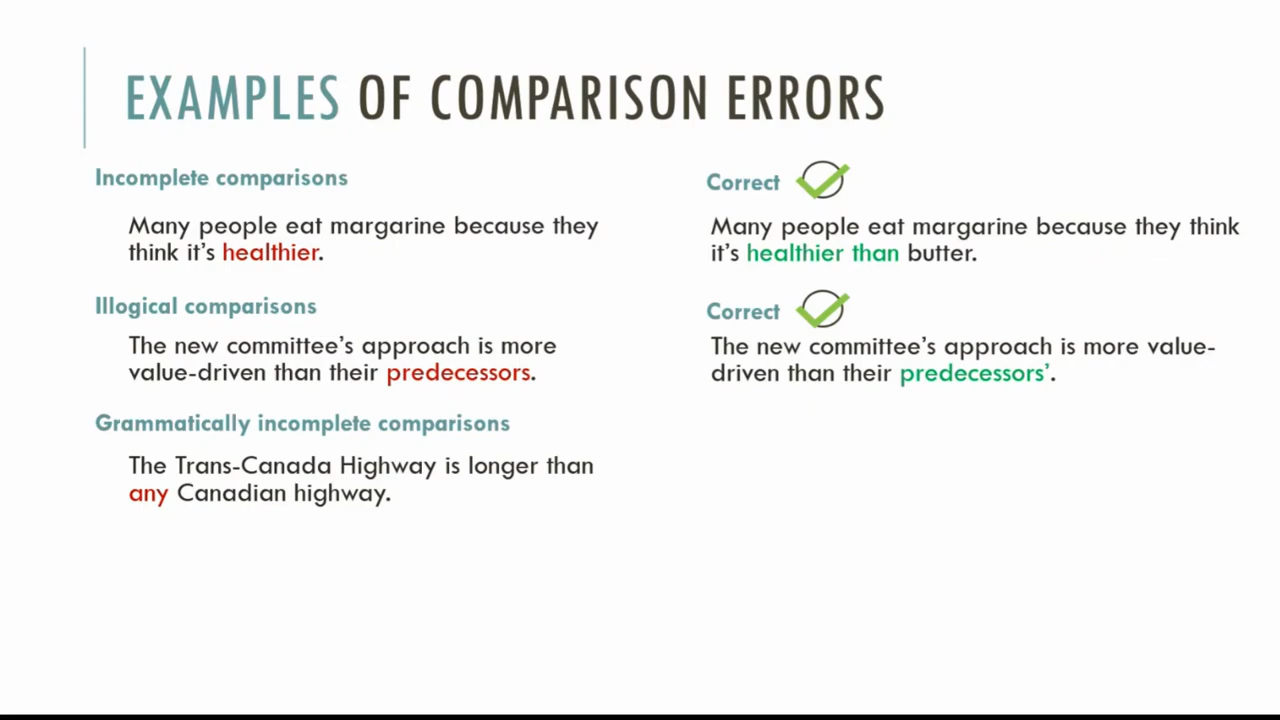 EXAMPLES OF COMPARISON ERRORS
Incomplete comparisons
Many people eat margarine because they
think it’s healthier.
Correct
Many people eat margarine because they think
it’s healthier than butter.
Illogical comparisons
The new committee’s approach is more
value-driven than their predecessors.
Correct
The new committee’s approach is more value-
driven than their predecessors’.
Grammatically incomplete comparisons
The Trans-Canada Highway is longer than
any Canadian highway.